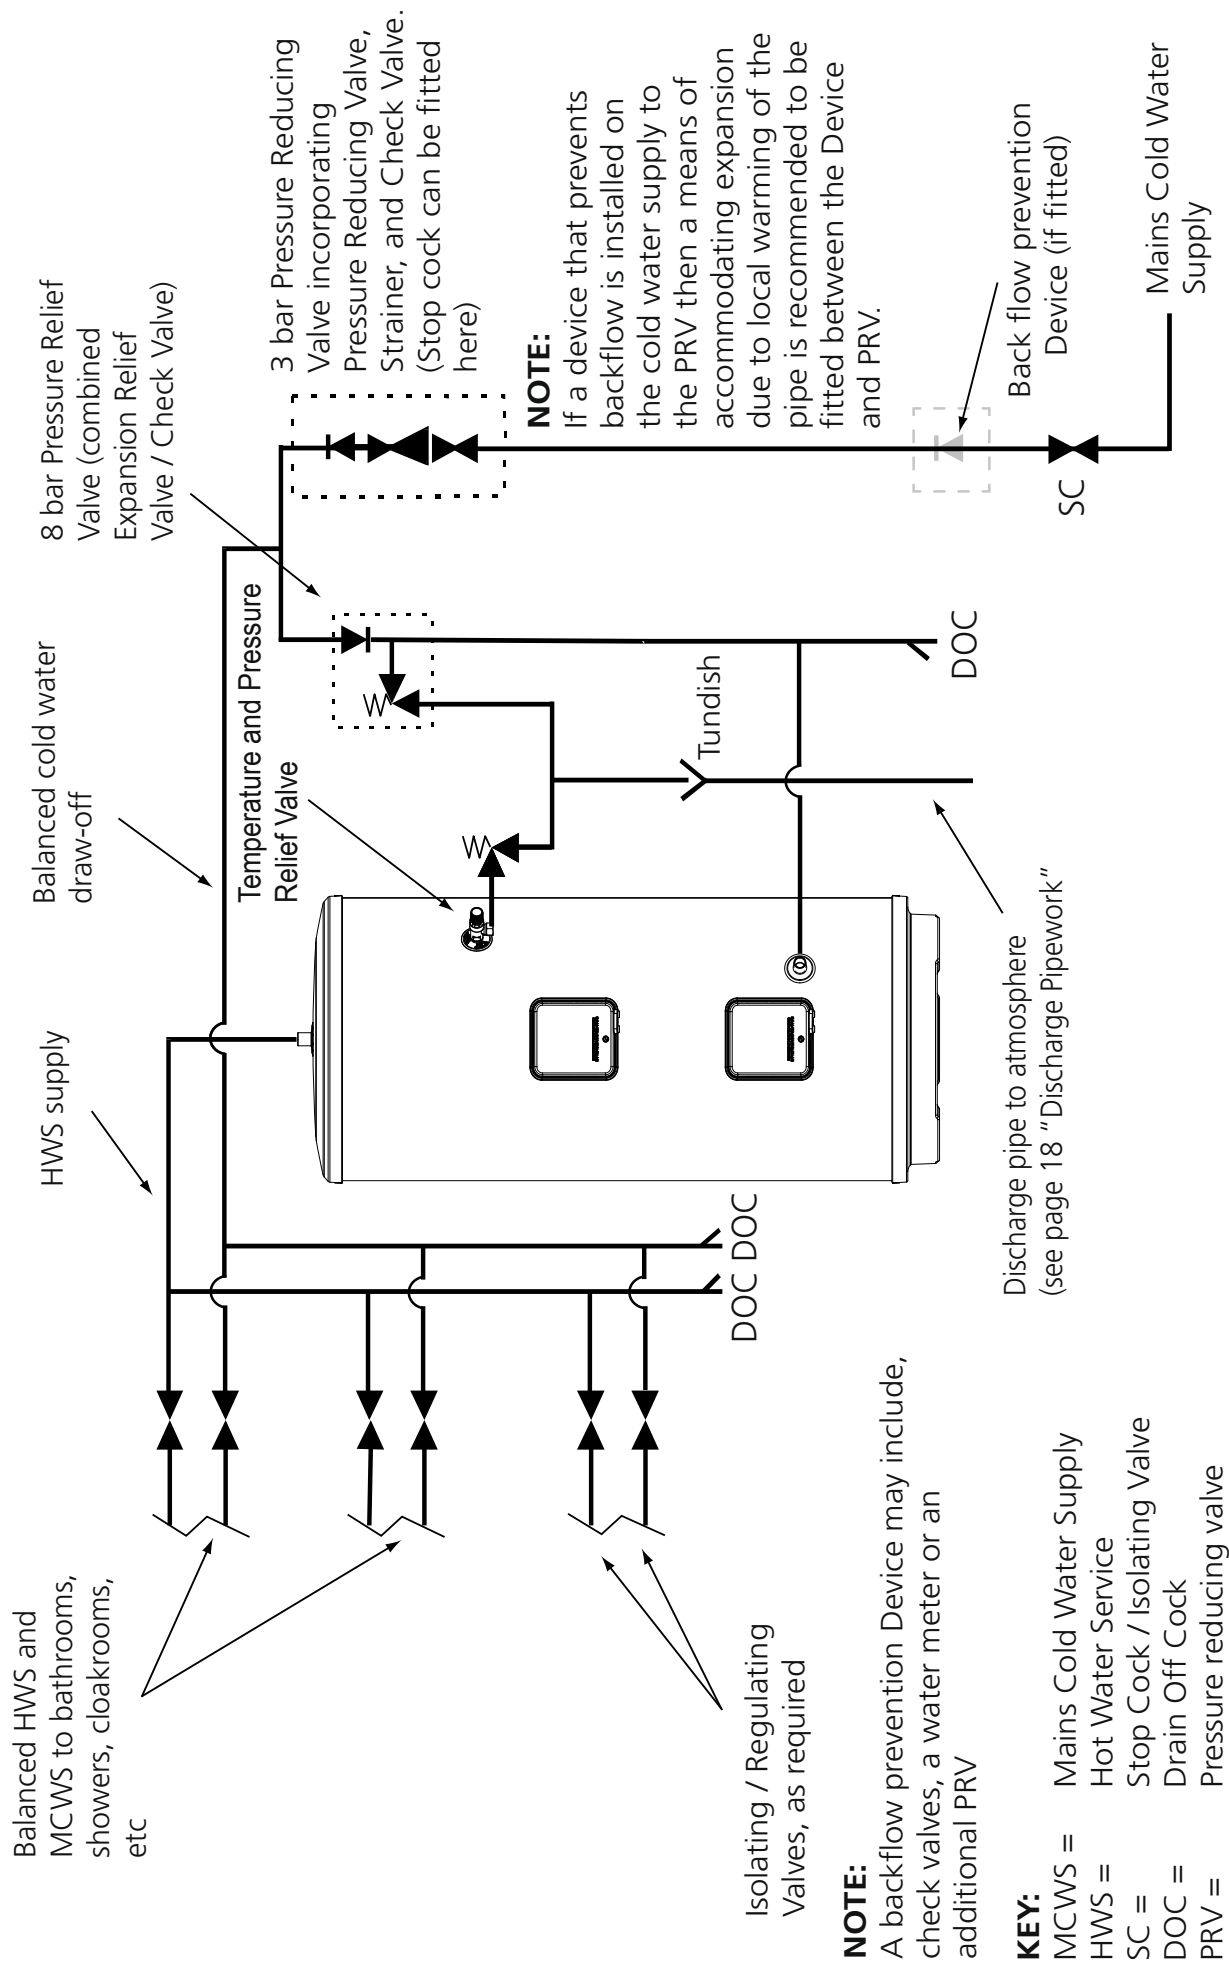 Balanced HWS and
MCWS to bathrooms,
showers, cloakrooms,
etc
HWS supply
Balanced cold water
draw-off
8 bar Pressure Relief
Valve (combined
Expansion Relief
Valve / Check Valve)
Temperature and Pressure
Relief Valve
3 bar Pressure Reducing
Valve incorporating
Pressure Reducing Valve,
Strainer, and Check Valve.
(Stop cock can be fitted
here)
NOTE:
If a device that prevents
backflow is installed on
the cold water supply to
the PRV then a means of
accommodating expansion
due to local warming of the
pipe is recommended to be
fitted between the Device
and PRV.
Tundish
DOC DOC
DOC
SC
Back flow prevention
Device (if fitted)
Mains Cold Water
Supply
Isolating / Regulating
Valves, as required
Discharge pipe to atmosphere
(see page 18 "Discharge Pipework"
NOTE:
A backflow prevention Device may include,
check valves, a water meter or an
additional PRV
KEY:
MCWS = Mains Cold Water Supply
HWS = Hot Water Service
SC = Stop Cock / Isolating Valve
DOC = Drain Off Cock
PRV = Pressure reducing valve